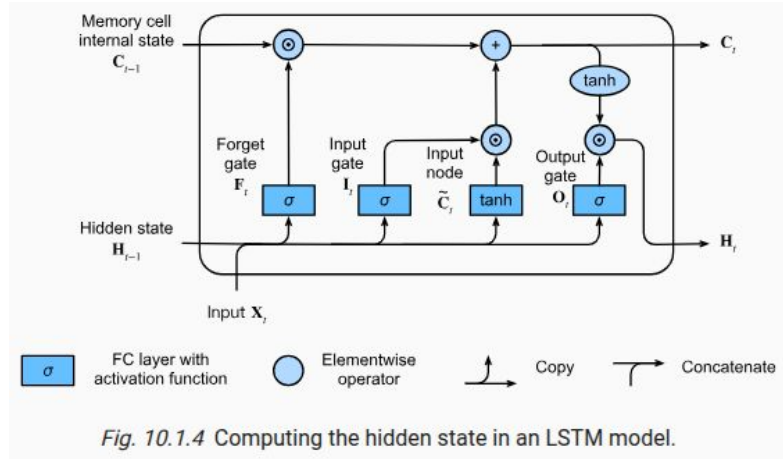 Memory cell
internal state
C_{t−1}
C_t
tanh
Forget
gate
F_t
Input
gate
I_t
Input
node
C̃_t
Output
gate
O_t
σ
σ
tanh
σ
Hidden state
H_{t−1}
H_t
Input X_t
σ
FC layer with
activation function
Elementwise
operator
Copy
Concatenate
Fig. 10.1.4 Computing the hidden state in an LSTM model.